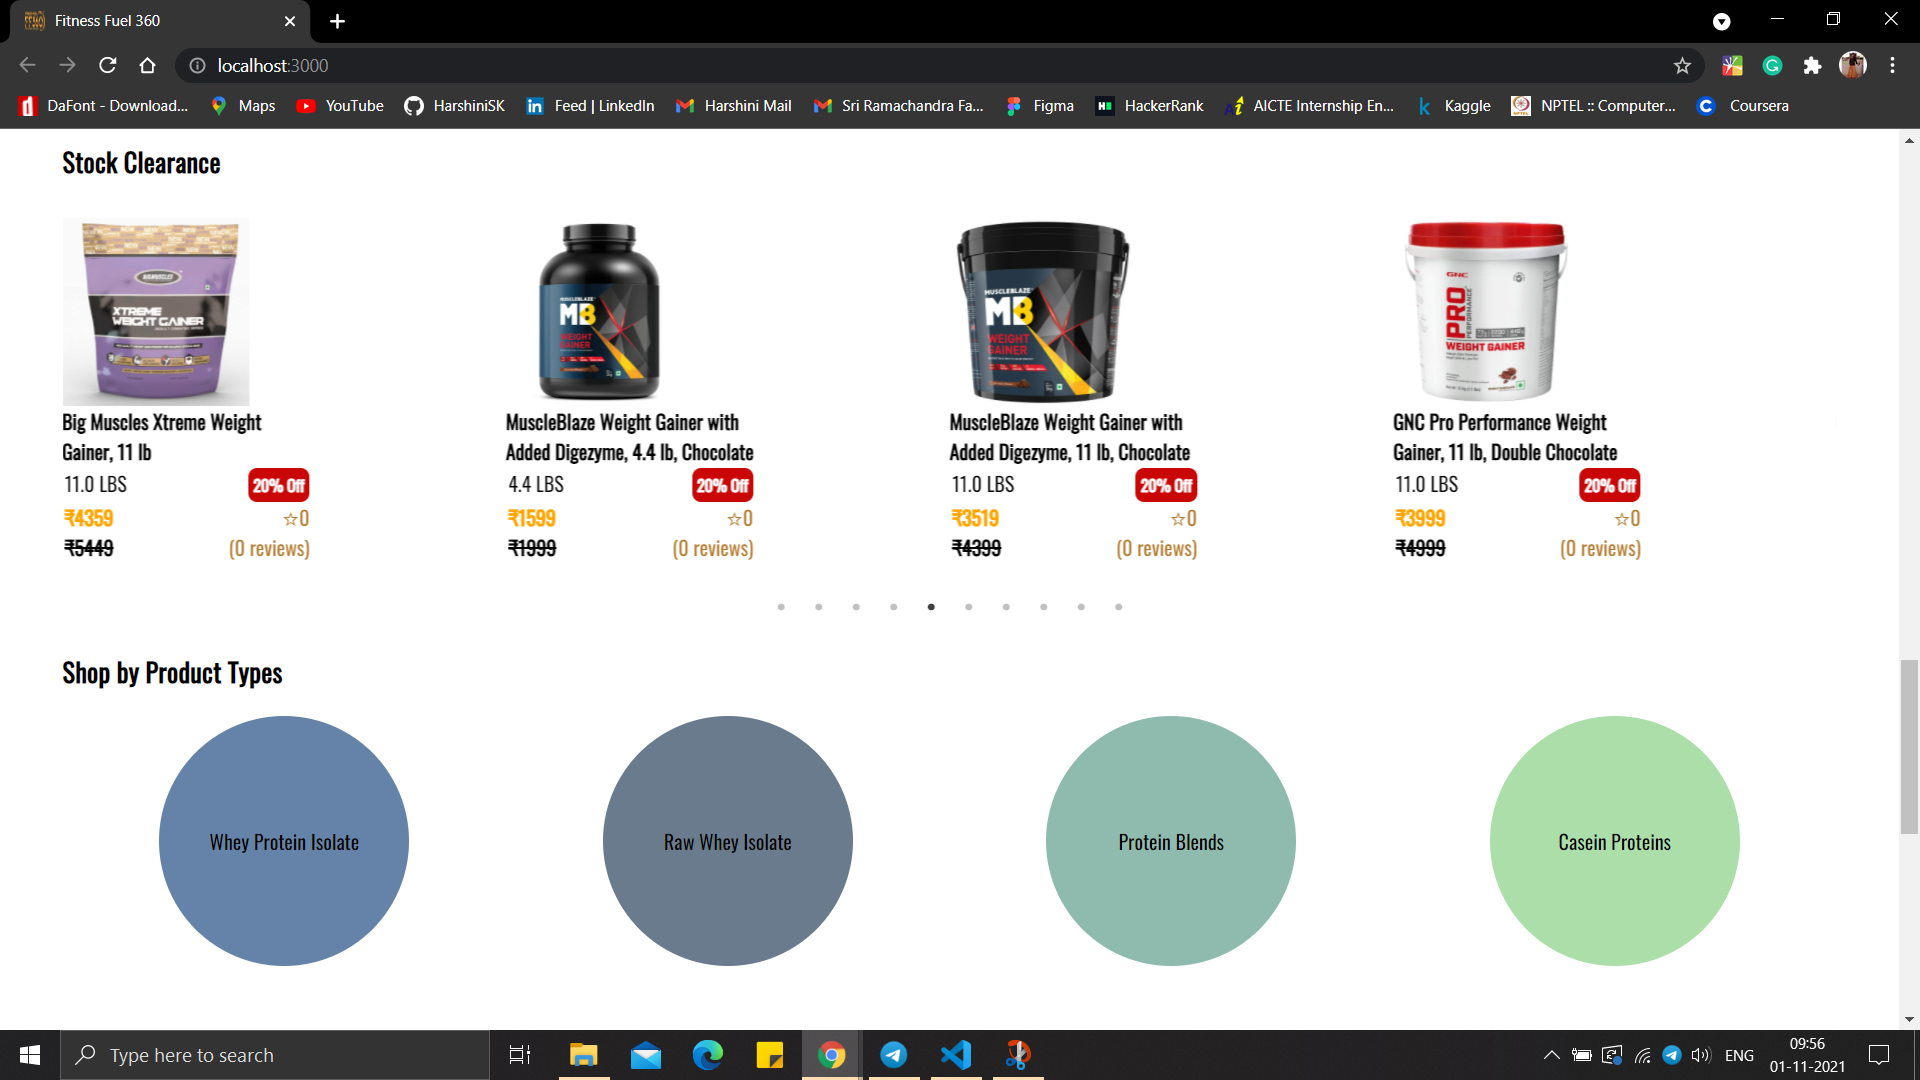 Fitness Fuel 360
localhost:3000
DaFont - Download... Maps YouTube HarshiniSK Feed | LinkedIn Harshini Mail Sri Ramachandra Fa... Figma HackerRank AICTE Internship En... Kaggle NPTEL :: Computer... Coursera
Stock Clearance
BIGMUSCLES
XTREME
WEIGHT GAINER
MUSCLEBLAZE
MB
WEIGHT
GAINER
MUSCLEBLAZE
MB
WEIGHT
GAINER
GNC
PRO
PERFORMANCE
WEIGHT GAINER
Big Muscles Xtreme Weight
Gainer, 11 lb
11.0 LBS 20% Off
₹4359 ☆0
₹5449 (0 reviews)
MuscleBlaze Weight Gainer with
Added Digezyme, 4.4 lb, Chocolate
4.4 LBS 20% Off
₹1599 ☆0
₹1999 (0 reviews)
MuscleBlaze Weight Gainer with
Added Digezyme, 11 lb, Chocolate
11.0 LBS 20% Off
₹3519 ☆0
₹4399 (0 reviews)
GNC Pro Performance Weight
Gainer, 11 lb, Double Chocolate
11.0 LBS 20% Off
₹3999 ☆0
₹4999 (0 reviews)
Shop by Product Types
Whey Protein Isolate
Raw Whey Isolate
Protein Blends
Casein Proteins
Type here to search
ENG
09:56
01-11-2021